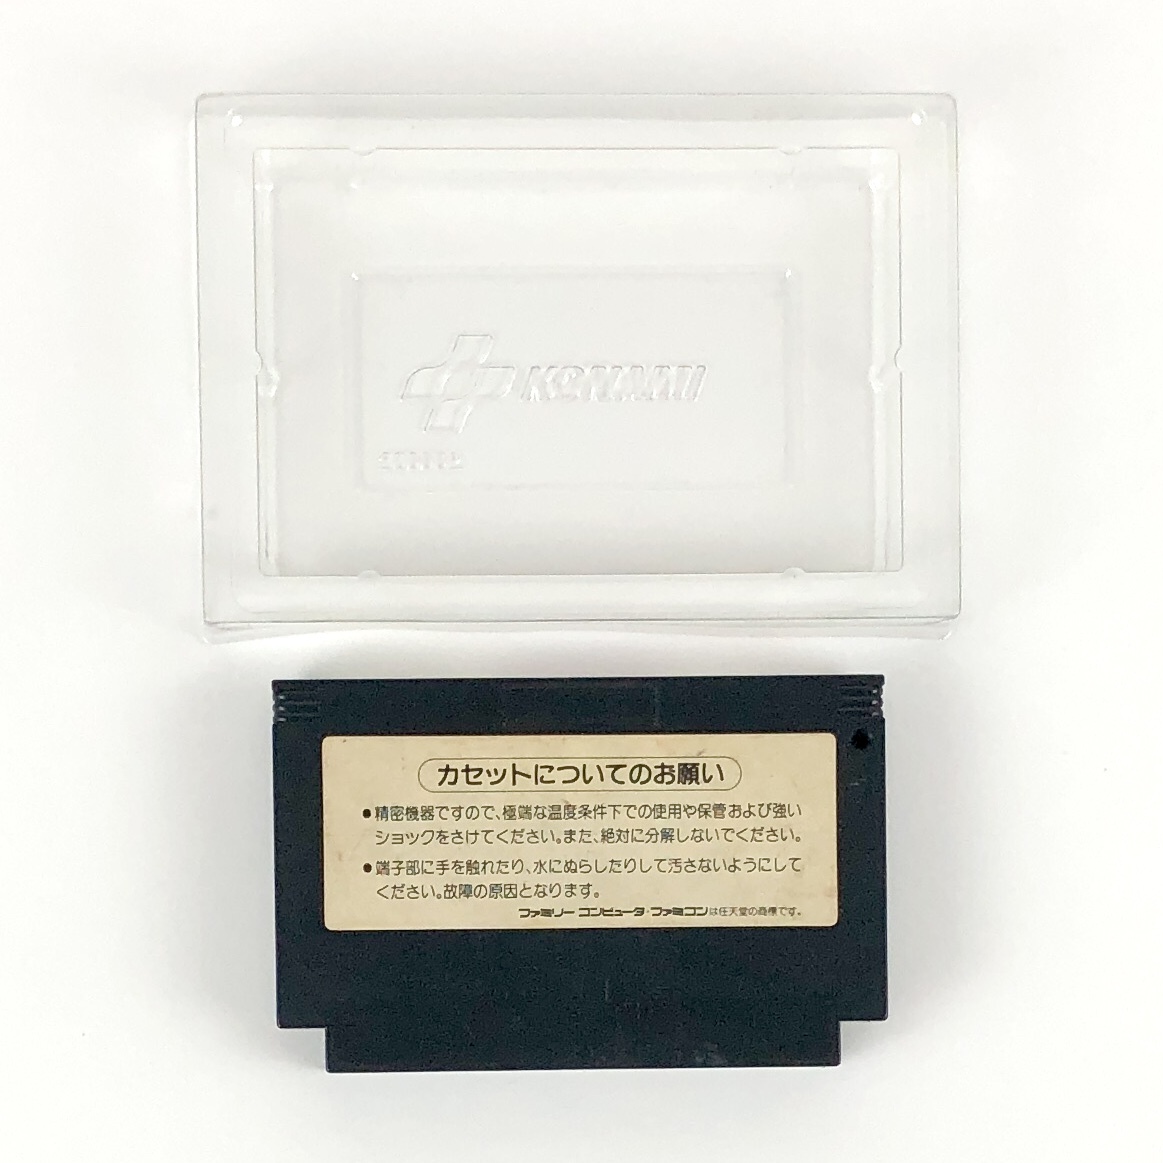 KONAMI
カセットについてのお願い
●精密機器ですので、極端な温度条件下での使用や保管および強い
ショックをさけてください。また、絶対に分解しないでください。
●端子部に手を触れたり、水にぬらしたりして汚さないようにして
ください。故障の原因となります。
ファミリーコンピュータ・ファミコンは任天堂の商標です。